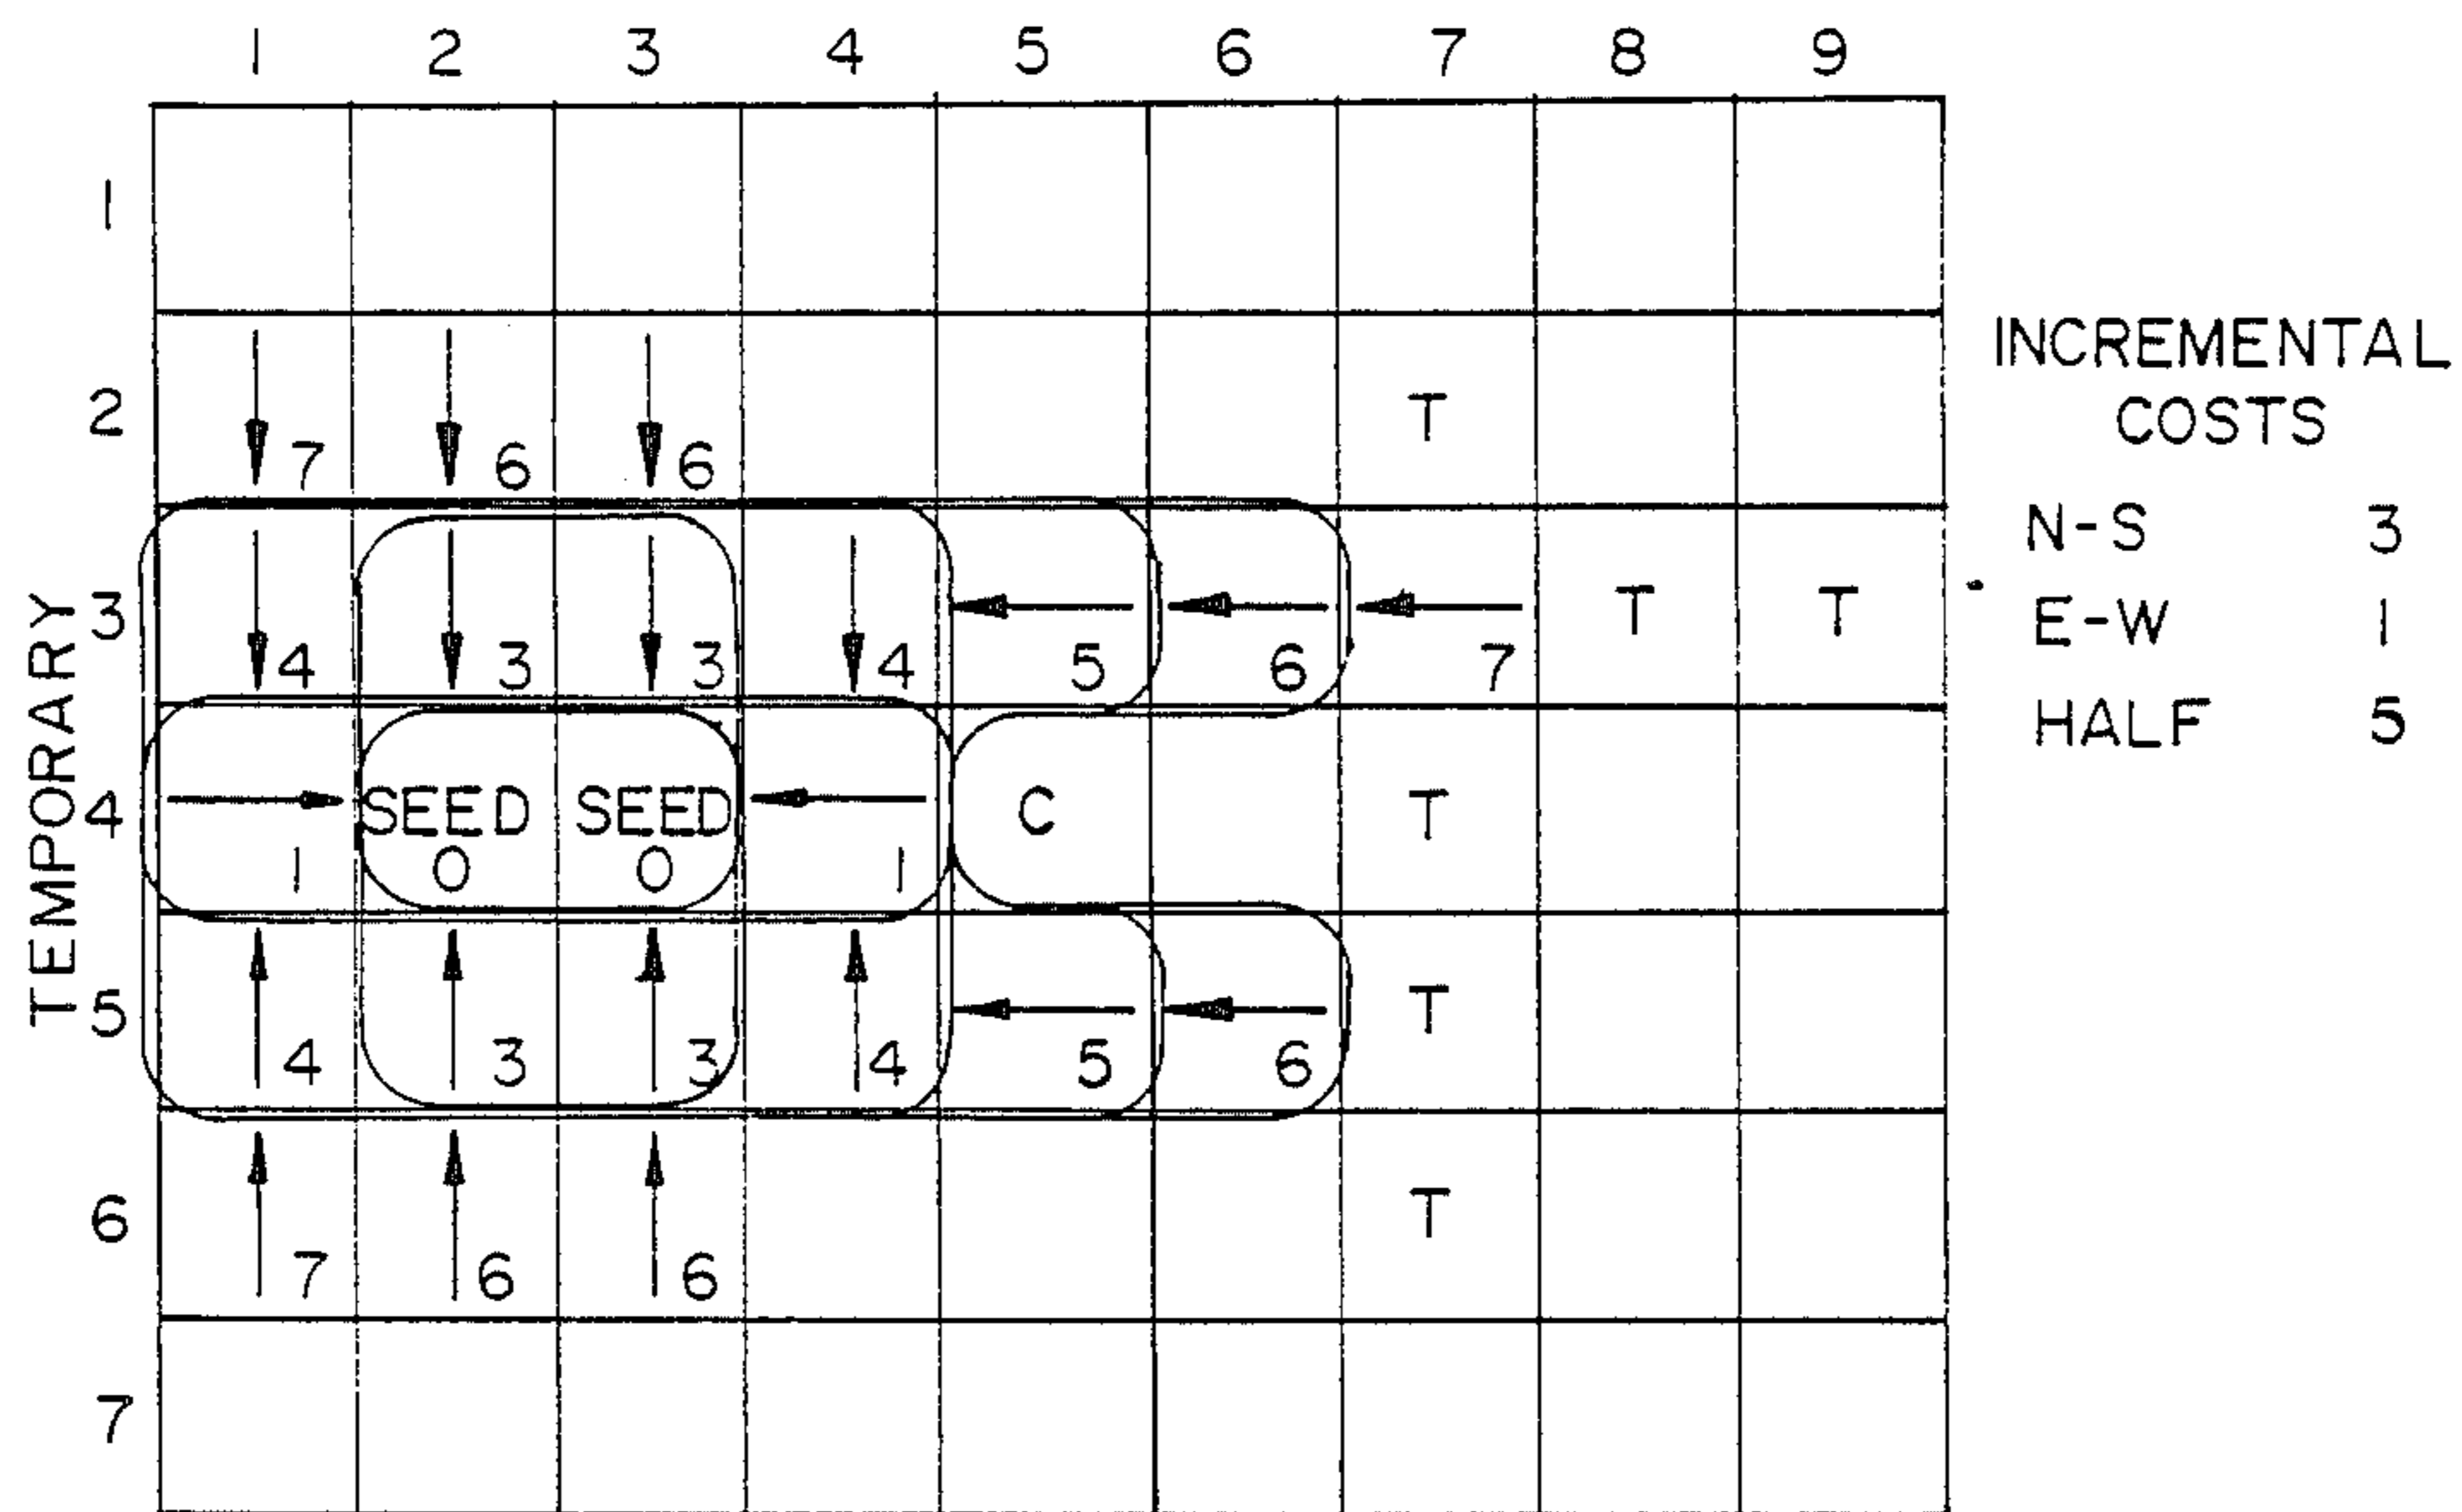 1 2 3 4 5 6 7 8 9
1
2 T
7 6 6
TEMPORARY
3 T T
4 3 3 4 5 6 7
4 SEED SEED C T
1 0 0 1
5 T
4 3 3 4 5 6
6 T
7 6 6
7
INCREMENTAL
COSTS
N-S 3
E-W 1
HALF 5